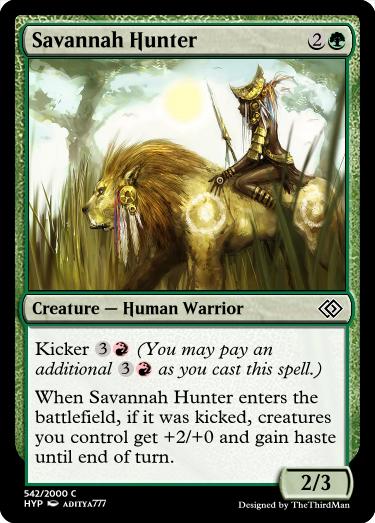 Savannah Hunter 2
Creature — Human Warrior
Kicker 3 (You may pay an
additional 3 as you cast this spell.)
When Savannah Hunter enters the
battlefield, if it was kicked, creatures
you control get +2/+0 and gain haste
until end of turn.
2/3
542/2000 C
HYP ADITYA777
Designed by TheThirdMan